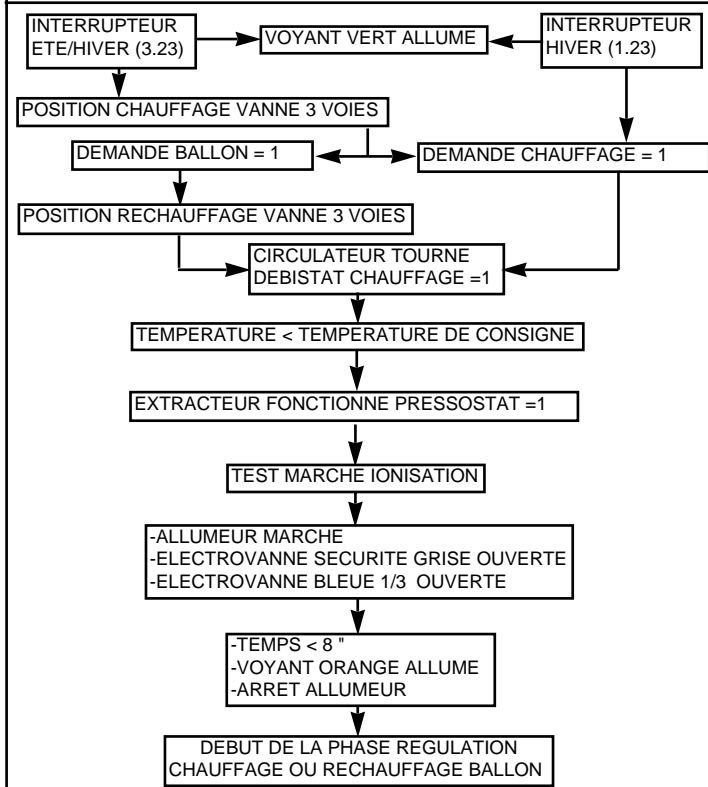 INTERRUPTEUR
ETE/HIVER (3.23)
VOYANT VERT ALLUME
INTERRUPTEUR
HIVER (1.23)
POSITION CHAUFFAGE VANNE 3 VOIES
DEMANDE BALLON = 1
DEMANDE CHAUFFAGE = 1
POSITION RECHAUFFAGE VANNE 3 VOIES
CIRCULATEUR TOURNE
DEBISTAT CHAUFFAGE =1
TEMPERATURE < TEMPERATURE DE CONSIGNE
EXTRACTEUR FONCTIONNE PRESSOSTAT =1
TEST MARCHE IONISATION
-ALLUMEUR MARCHE
-ELECTROVANNE SECURITE GRISE OUVERTE
-ELECTROVANNE BLEUE 1/3 OUVERTE
-TEMPS < 8 "
-VOYANT ORANGE ALLUME
-ARRET ALLUMEUR
DEBUT DE LA PHASE REGULATION
CHAUFFAGE OU RECHAUFFAGE BALLON